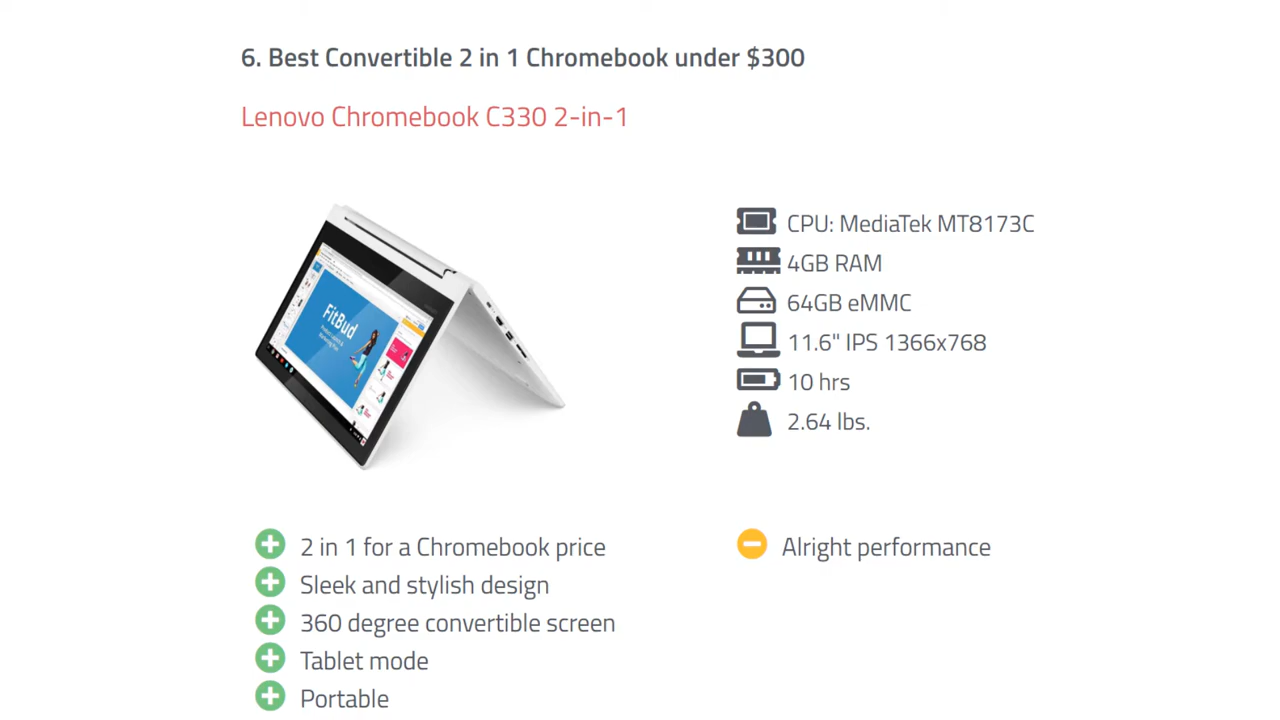 6. Best Convertible 2 in 1 Chromebook under $300
Lenovo Chromebook C330 2-in-1
FitBud
CPU: MediaTek MT8173C
4GB RAM
64GB eMMC
11.6" IPS 1366x768
10 hrs
2.64 lbs.
2 in 1 for a Chromebook price
Sleek and stylish design
360 degree convertible screen
Tablet mode
Portable
Alright performance